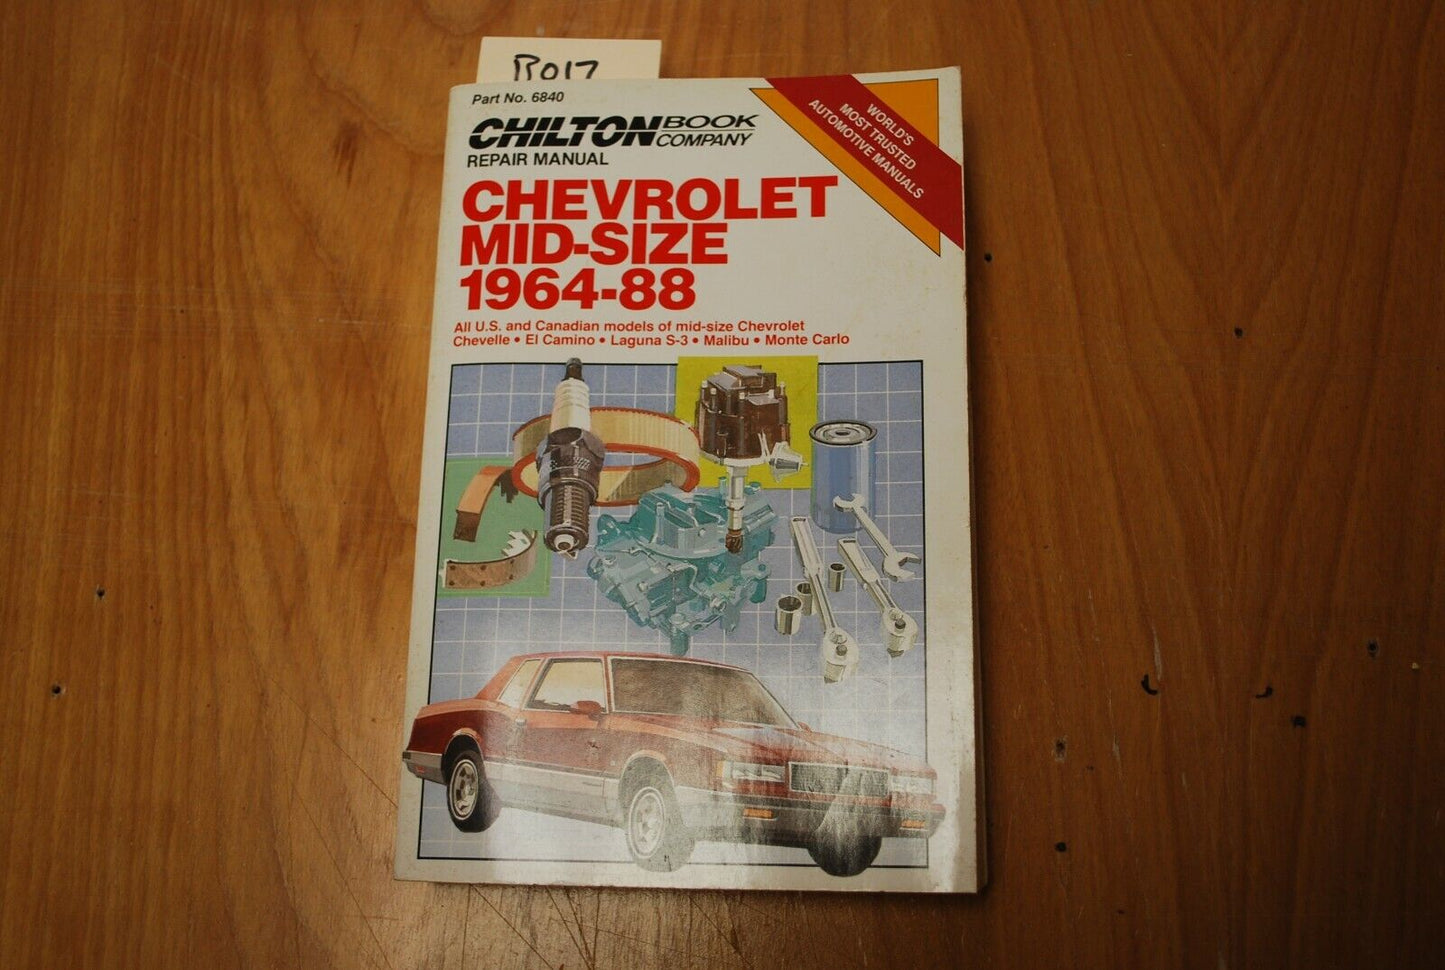 R017
Part No. 6840
CHILTON BOOK COMPANY
REPAIR MANUAL
WORLD'S
MOST TRUSTED
AUTOMOTIVE MANUALS
CHEVROLET
MID-SIZE
1964-88
All U.S. and Canadian models of mid-size Chevrolet
Chevelle • El Camino • Laguna S-3 • Malibu • Monte Carlo